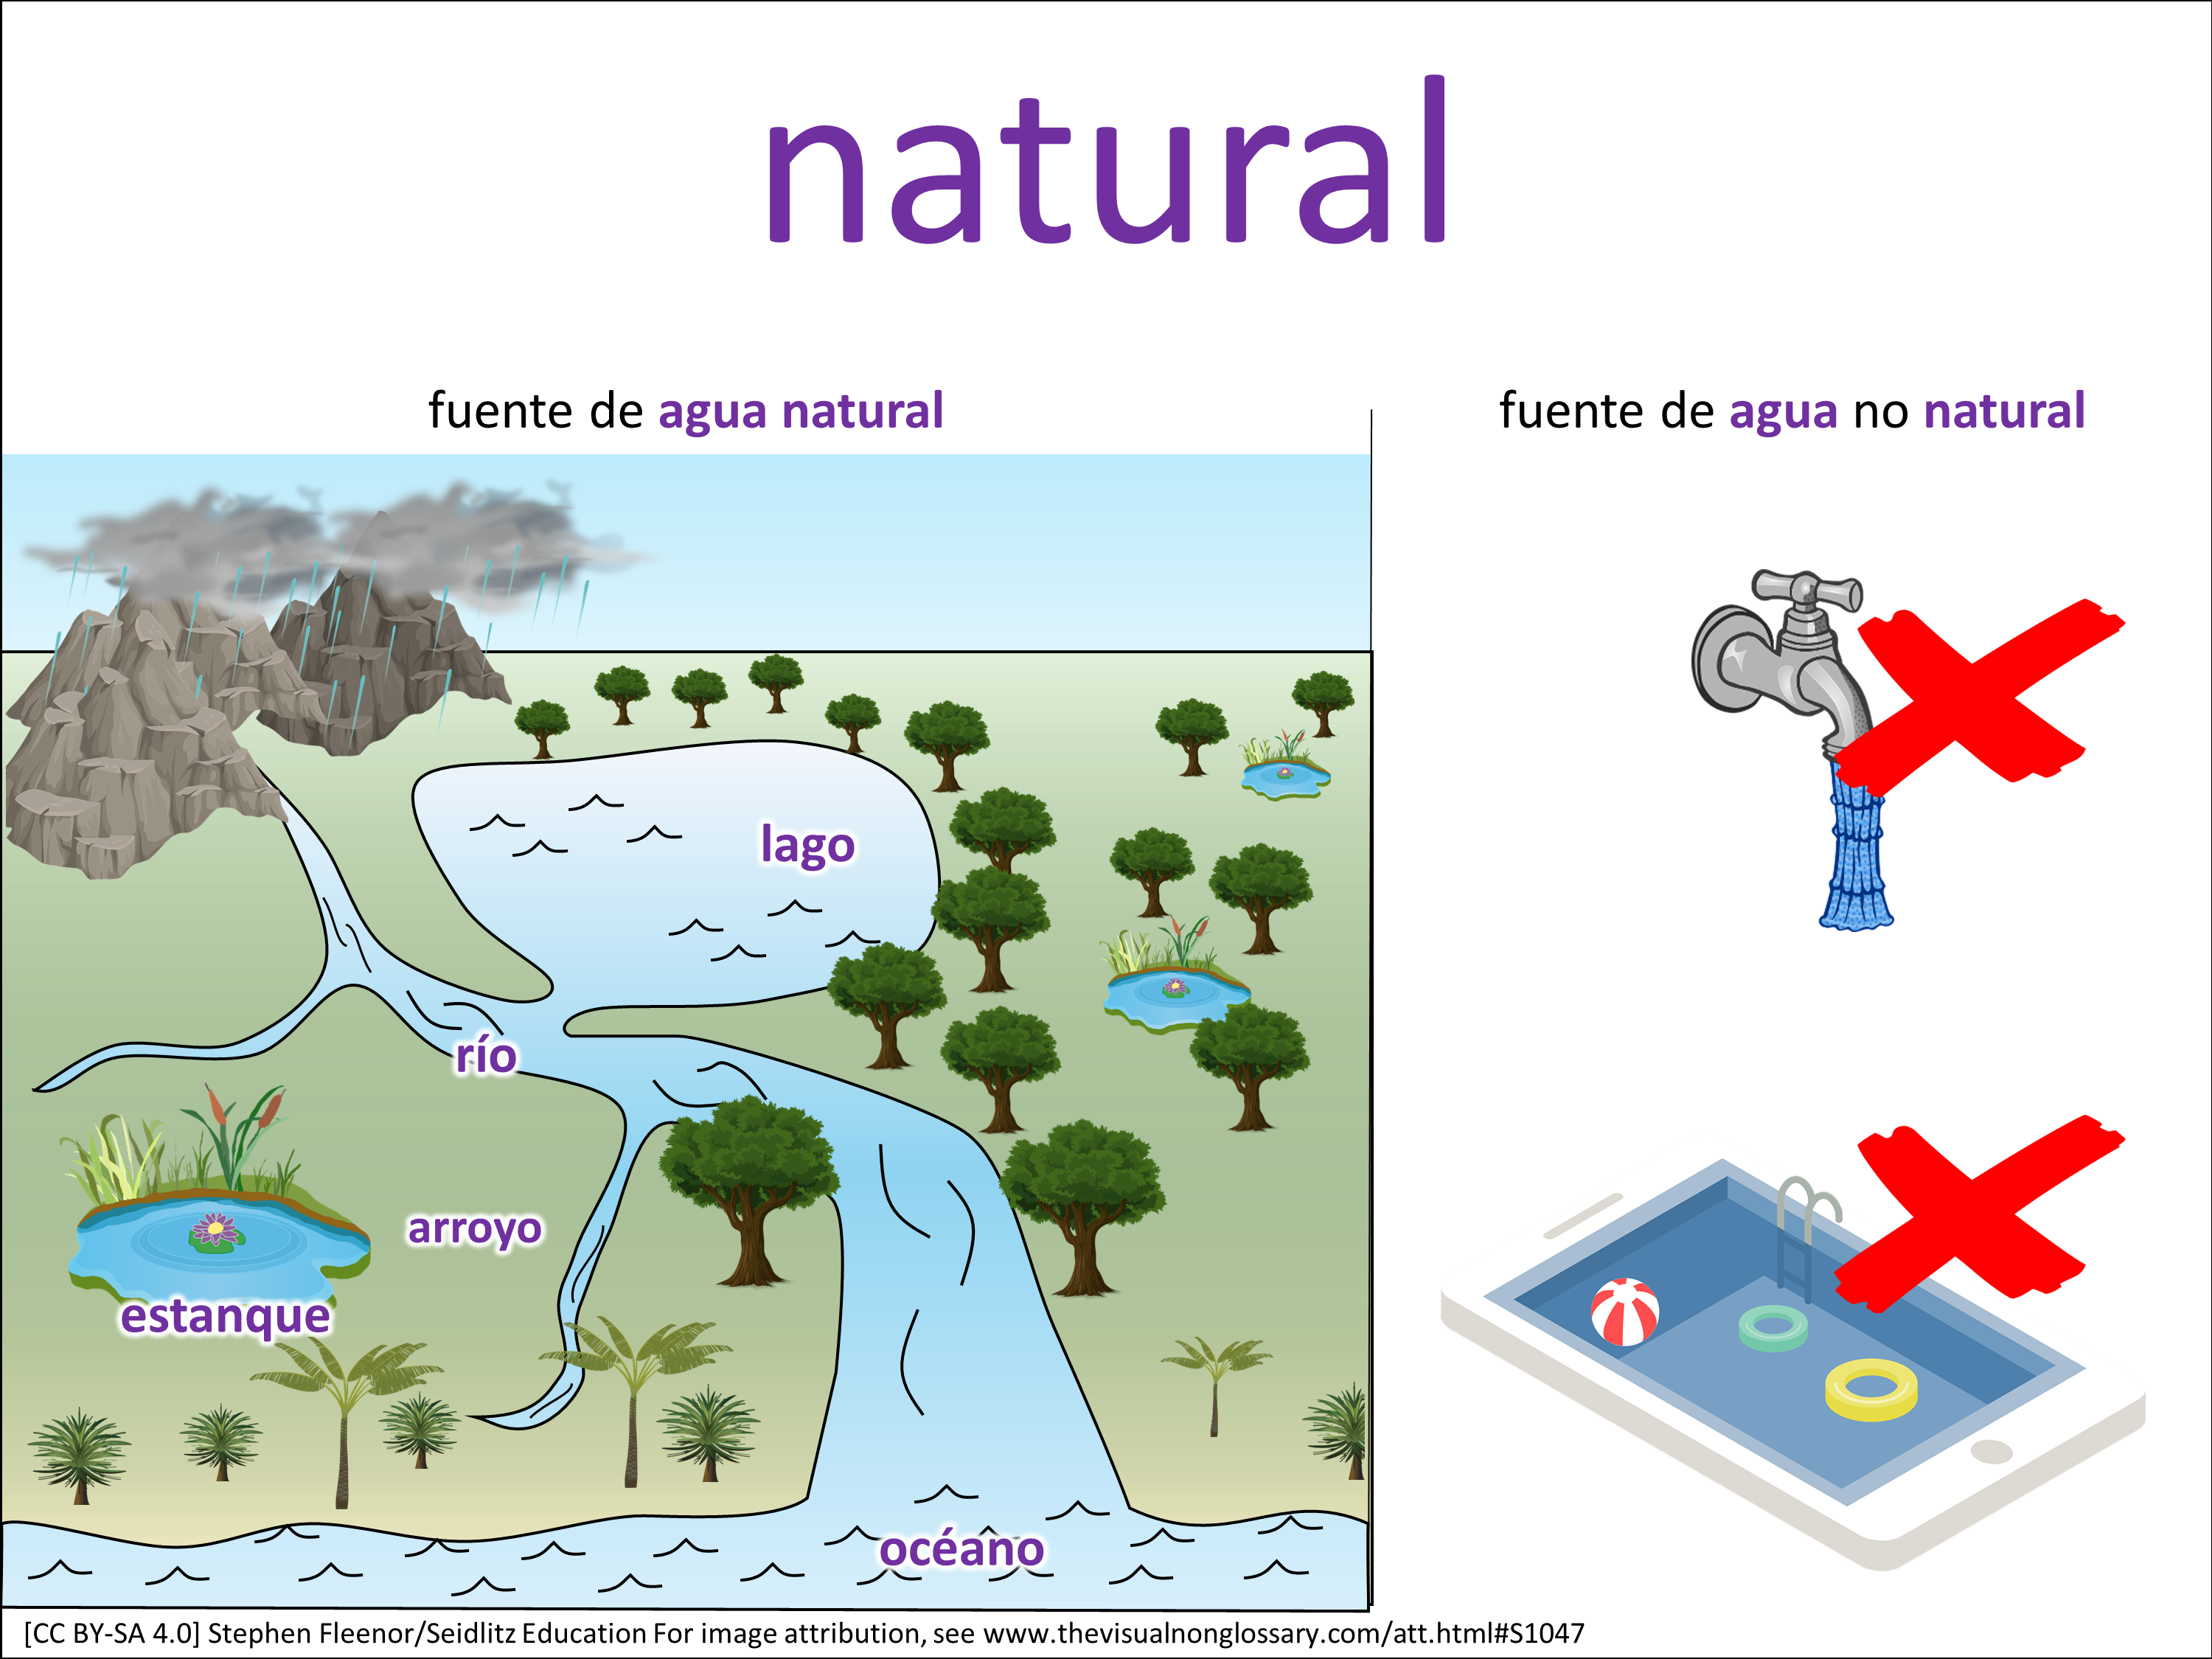 natural
fuente de agua natural
fuente de agua no natural
lago
río
arroyo
estanque
océano
[CC BY-SA 4.0] Stephen Fleenor/Seidlitz Education For image attribution, see www.thevisualnonglossary.com/att.html#S1047